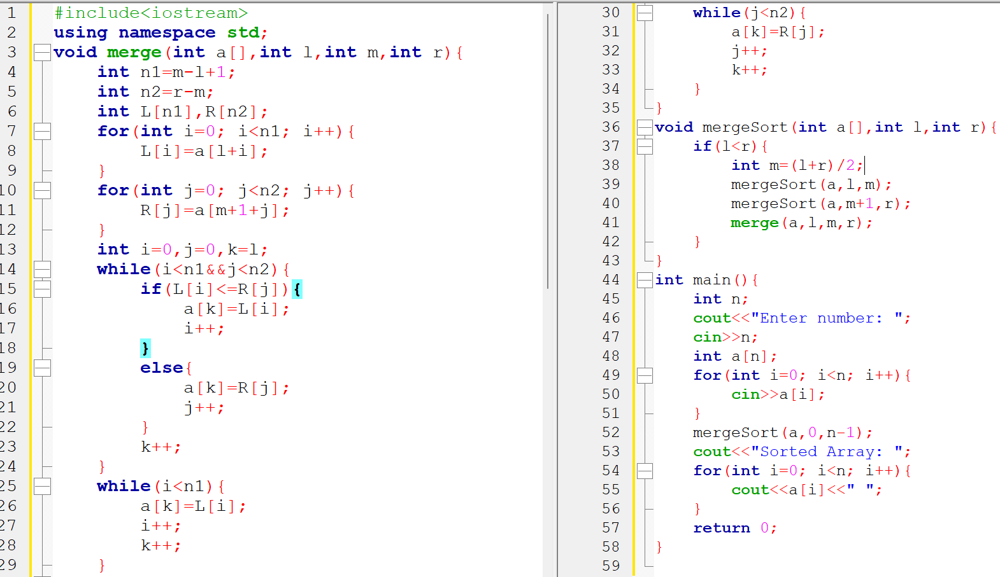 1 #include<iostream>
2 using namespace std;
3 void merge(int a[],int l,int m,int r){
4 int n1=m-l+1;
5 int n2=r-m;
6 int L[n1],R[n2];
7 for(int i=0; i<n1; i++){
8 L[i]=a[l+i];
9 }
10 for(int j=0; j<n2; j++){
11 R[j]=a[m+1+j];
12 }
13 int i=0,j=0,k=l;
14 while(i<n1&&j<n2){
15 if(L[i]<=R[j]){
16 a[k]=L[i];
17 i++;
18 }
19 else{
20 a[k]=R[j];
21 j++;
22 }
23 k++;
24 }
25 while(i<n1){
26 a[k]=L[i];
27 i++;
28 k++;
29 }
30 while(j<n2){
31 a[k]=R[j];
32 j++;
33 k++;
34 }
35 }
36 void mergeSort(int a[],int l,int r){
37 if(l<r){
38 int m=(l+r)/2;
39 mergeSort(a,l,m);
40 mergeSort(a,m+1,r);
41 merge(a,l,m,r);
42 }
43 }
44 int main(){
45 int n;
46 cout<<"Enter number: ";
47 cin>>n;
48 int a[n];
49 for(int i=0; i<n; i++){
50 cin>>a[i];
51 }
52 mergeSort(a,0,n-1);
53 cout<<"Sorted Array: ";
54 for(int i=0; i<n; i++){
55 cout<<a[i]<<" ";
56 }
57 return 0;
58 }
59